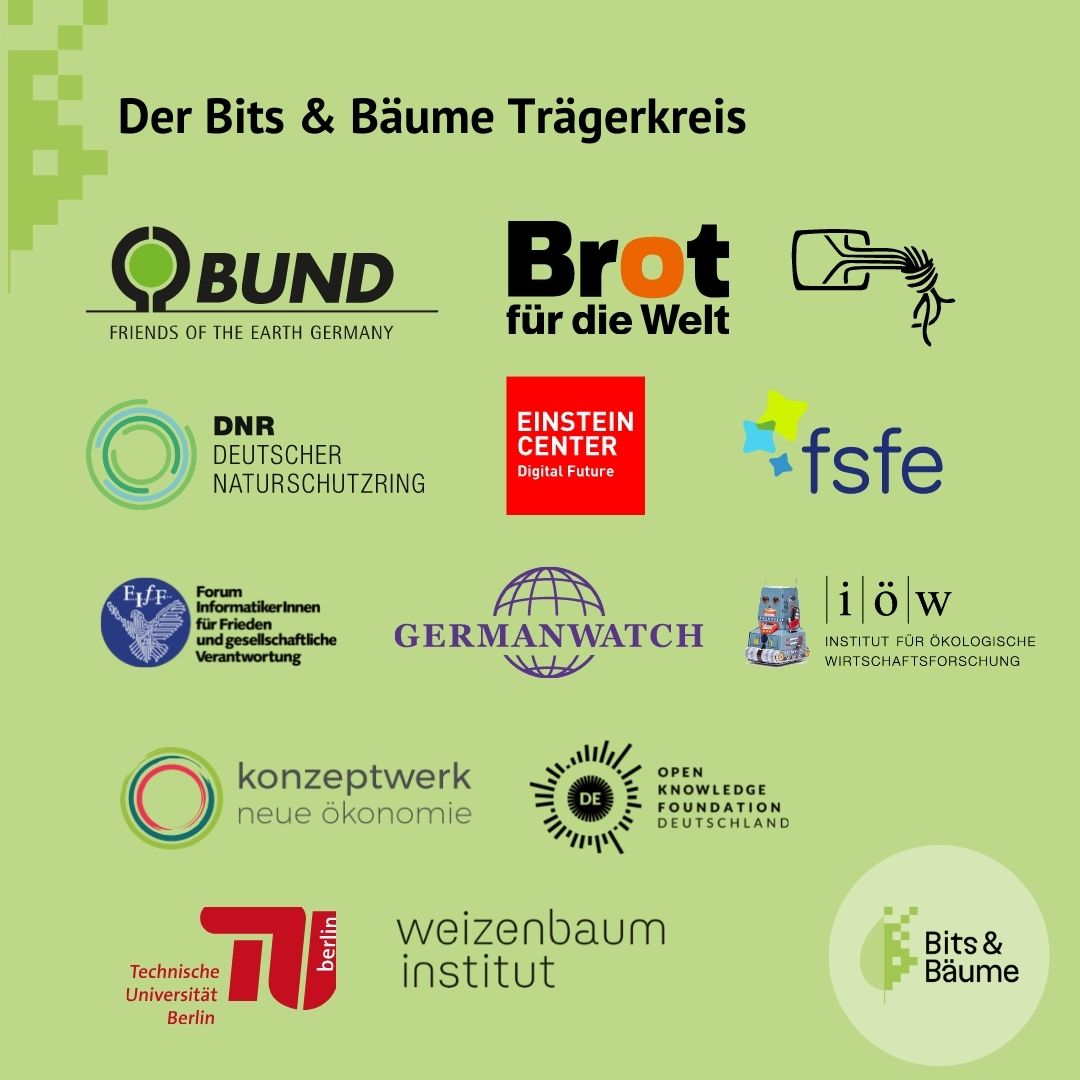 Der Bits & Bäume Trägerkreis
BUND
FRIENDS OF THE EARTH GERMANY
Brot
für die Welt
DNR
DEUTSCHER
NATURSCHUTZRING
EINSTEIN
CENTER
Digital Future
fsfe
FIfF
Forum
InformatikerInnen
für Frieden
und gesellschaftliche
Verantwortung
GERMANWATCH
|i|ö|w
INSTITUT FÜR ÖKOLOGISCHE
WIRTSCHAFTSFORSCHUNG
konzeptwerk
neue ökonomie
DE
OPEN
KNOWLEDGE
FOUNDATION
DEUTSCHLAND
TU
berlin
Technische
Universität
Berlin
weizenbaum
institut
Bits &
Bäume